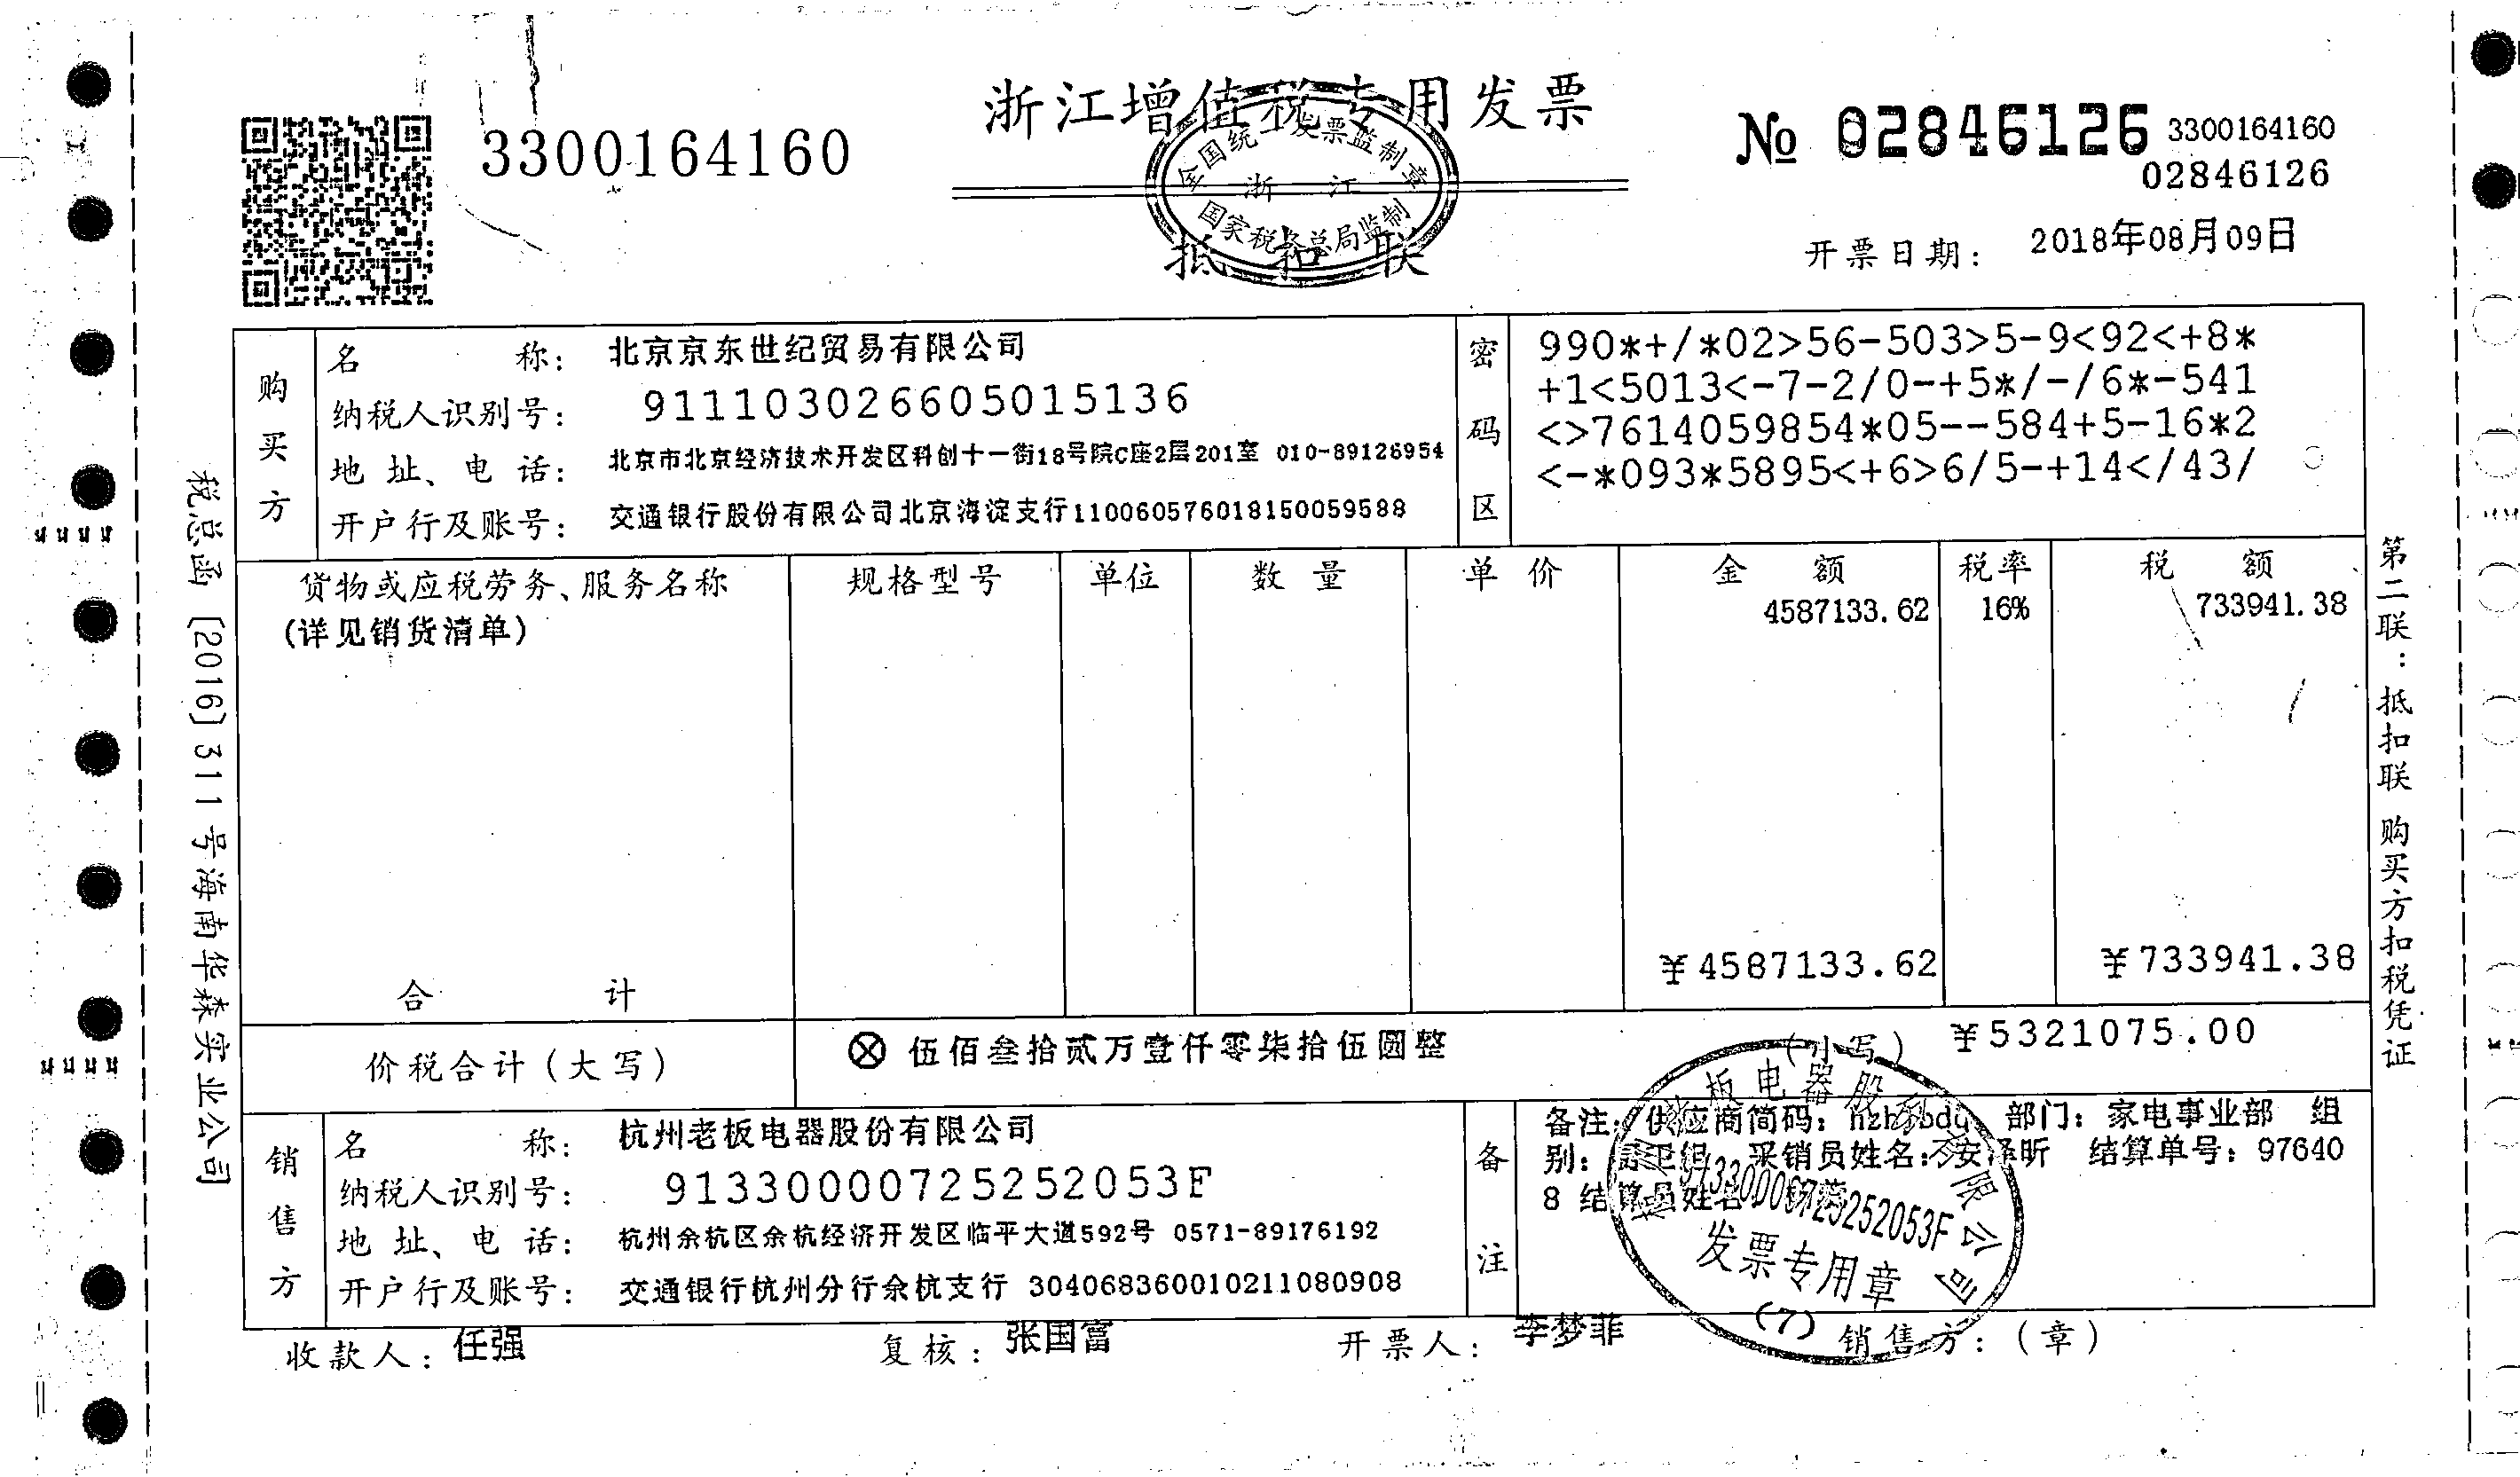 浙江增值税专用发票
3300164160
№ 02846126
3300164160
02846126
全国统一发票监制章
浙 江
国家税务总局监制
抵扣联
开票日期: 2018年08月09日
购买方
名 称: 北京京东世纪贸易有限公司
纳税人识别号: 911103026605015136
地址、电话: 北京市北京经济技术开发区科创十一街18号院C座2层201室 010-89126954
开户行及账号: 交通银行股份有限公司北京海淀支行110060576018150059588
密码区
990*+/*02>56-503>5-9<92<+8*
+1<5013<-7-2/0-+5*/-/6*-541
<>7614059854*05--584+5-16*2
<-*093*5895<+6>6/5-+14</43/
货物或应税劳务、服务名称 规格型号 单位 数量 单价 金额 税率 税额
(详见销货清单) 4587133.62 16% 733941.38
合计 ¥4587133.62 ¥733941.38
价税合计(大写) ⊗ 伍佰叁拾贰万壹仟零柒拾伍圆整 (小写) ¥5321075.00
销售方
名 称: 杭州老板电器股份有限公司
纳税人识别号: 91330000725252053F
地址、电话: 杭州余杭区余杭经济开发区临平大道592号 0571-89176192
开户行及账号: 交通银行杭州分行余杭支行 304068360010211080908
备注
备注: 供应商简码: 部门: 家电事业部 组
别: 采销员姓名: 安泽昕 结算单号: 97640
8 结算员姓名
板电器股份有限公司
91330000725252053F
发票专用章
(7)
收款人: 任强 复核: 张国富 开票人: 李梦菲 销售方: (章)
税总函[2016]311号海南华森实业公司
第二联: 抵扣联 购买方扣税凭证